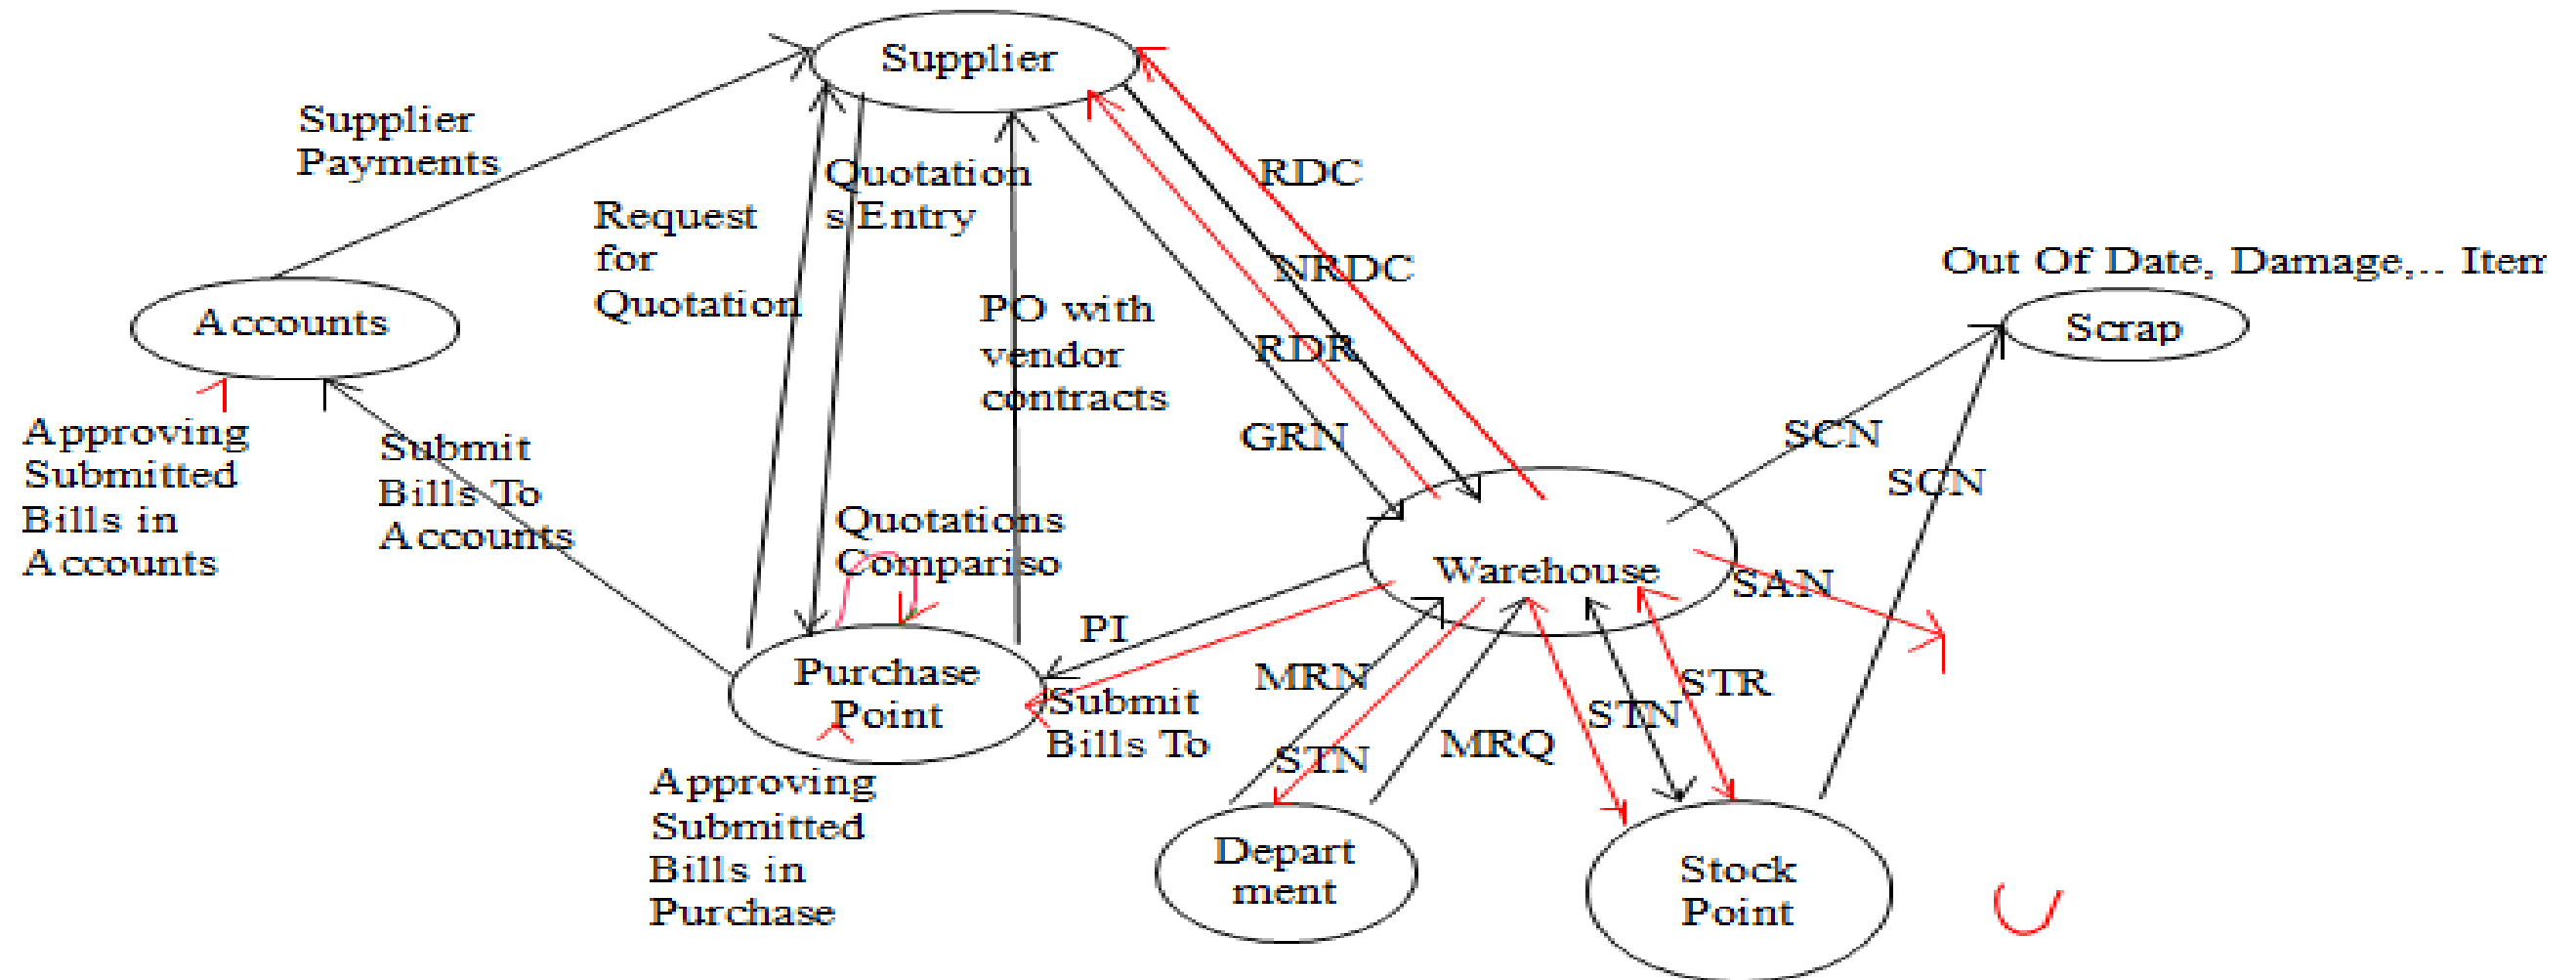 Supplier
Supplier
Payments
Quotation
s Entry
Request
for
Quotation
RDC
NRDC
RDR
GRN
PO with
vendor
contracts
Out Of Date, Damage,.. Item
Scrap
Accounts
Approving
Submitted
Bills in
Accounts
Submit
Bills To
Accounts
SCN
SCN
Quotations
Compariso
Warehouse
SAN
PI
Purchase
Point
Submit
Bills To
MRN
STN
MRQ
STN
STR
Approving
Submitted
Bills in
Purchase
Depart
ment
Stock
Point